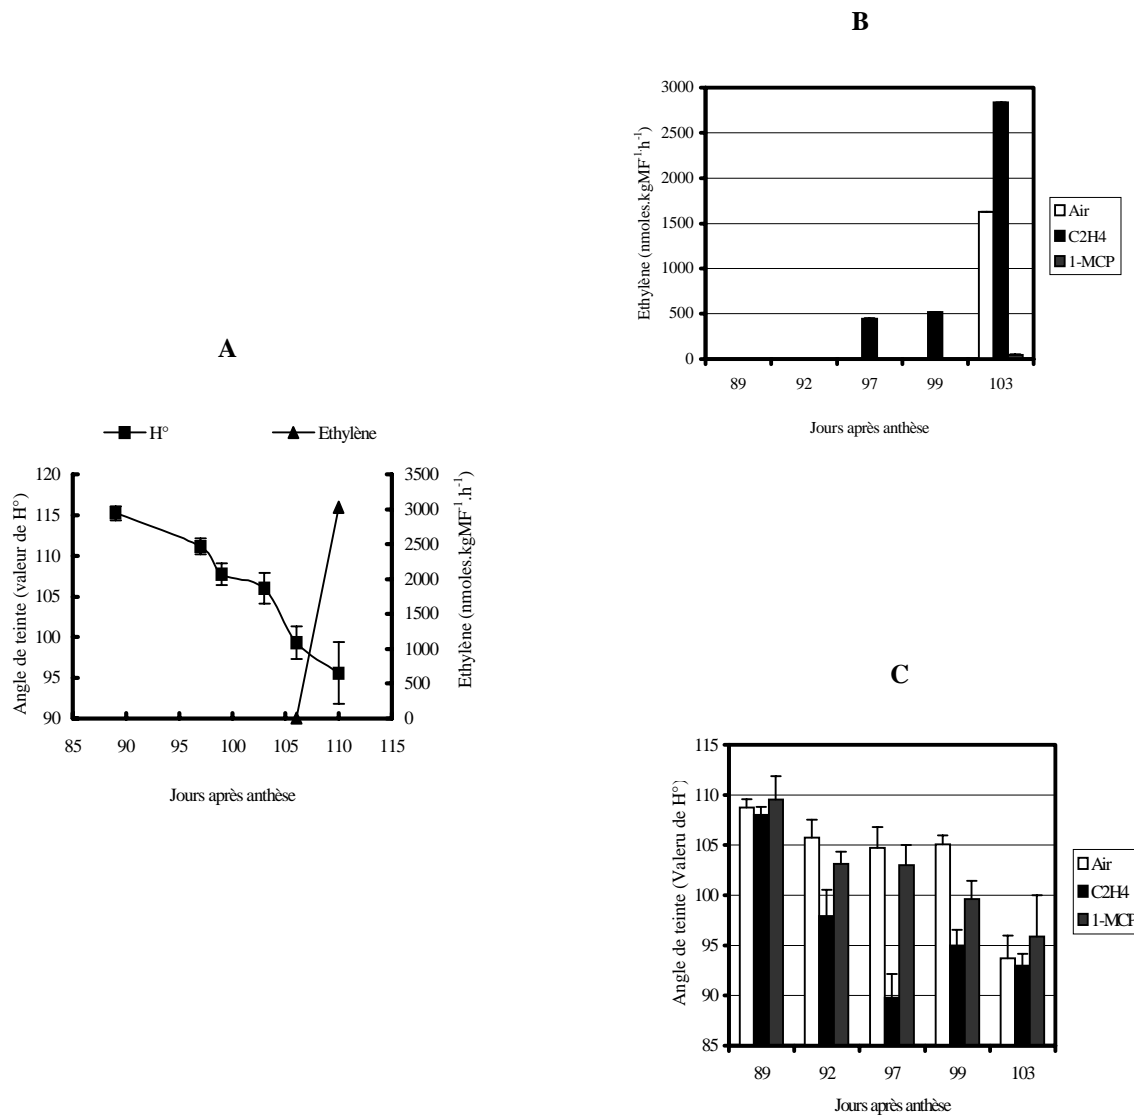 B
Ethylène (nmoles.kgMF⁻¹.h⁻¹)
3000
2500
2000
1500
1000
500
0
89 92 97 99 103
Jours après anthèse
Air
C2H4
1-MCP
A
H° Ethylène
Angle de teinte (valeur de H°)
120
115
110
105
100
95
90
85 90 95 100 105 110 115
3500
3000
2500
2000
1500
1000
500
0
Ethylène (nmoles.kgMF⁻¹.h⁻¹)
Jours après anthèse
C
Angle de teinte (Valeru de H°)
115
110
105
100
95
90
85
89 92 97 99 103
Jours après anthèse
Air
C2H4
1-MCP